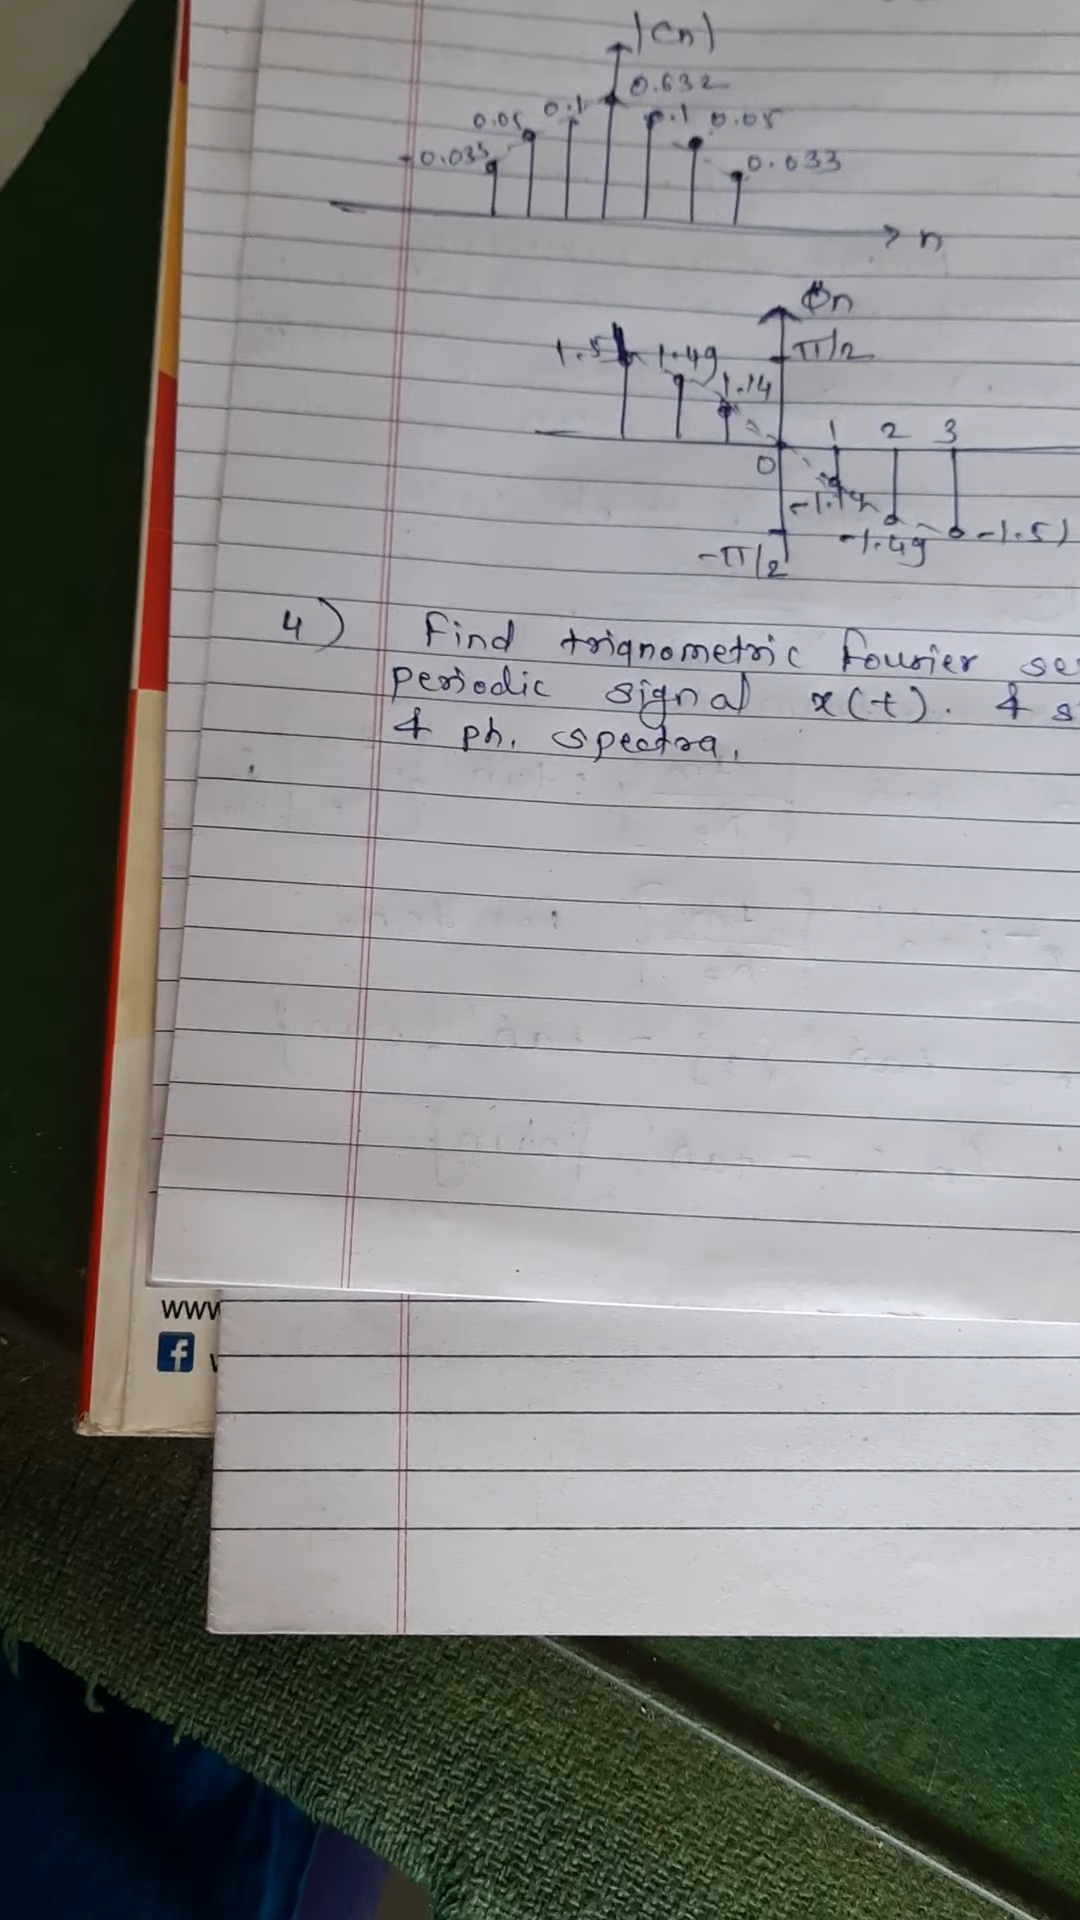 |Cn|
0.632
0.05 0.1 0.1 0.05
0.033 0.033
n
Φn
1.5 1.49 π/2
1.14
1 2 3
0
-1.14
-1.49 -1.51
-π/2
4) Find trignometric fourier
periodic signal x(t). &
& ph. spectra.
www
f